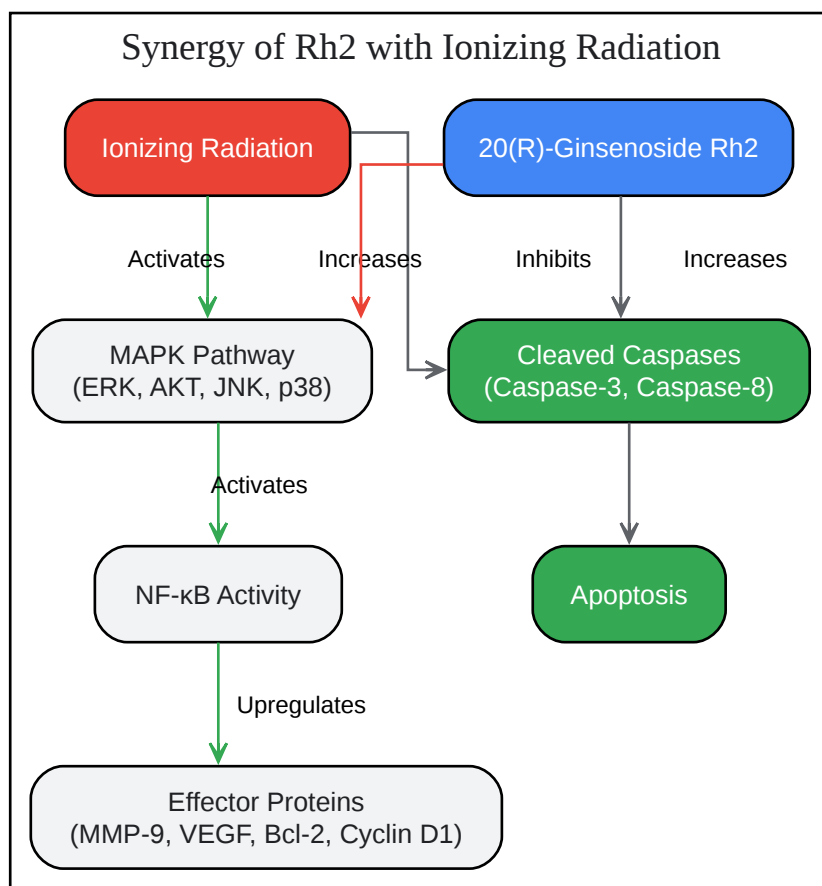 Synergy of Rh2 with Ionizing Radiation
Ionizing Radiation
20(R)-Ginsenoside Rh2
Activates
Increases
Inhibits
Increases
MAPK Pathway
(ERK, AKT, JNK, p38)
Cleaved Caspases
(Caspase-3, Caspase-8)
Activates
NF-κB Activity
Apoptosis
Upregulates
Effector Proteins
(MMP-9, VEGF, Bcl-2, Cyclin D1)